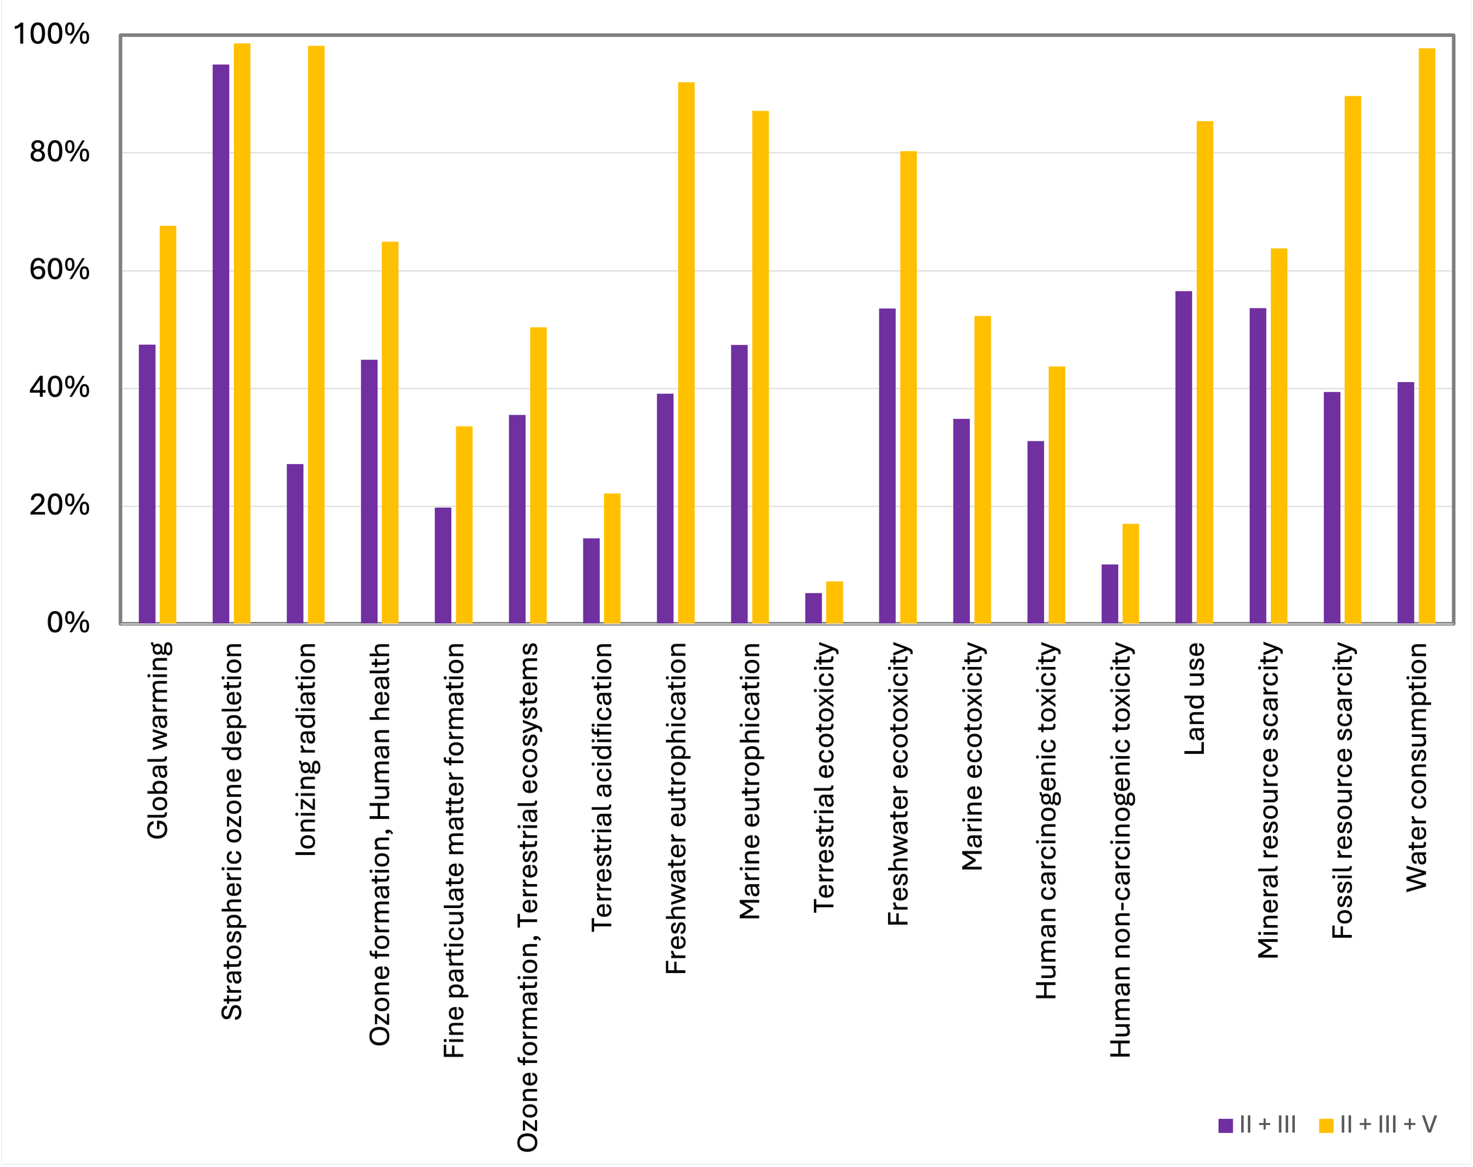 100%
80%
60%
40%
20%
0%
Global warming
Stratospheric ozone depletion
Ionizing radiation
Ozone formation, Human health
Fine particulate matter formation
Ozone formation, Terrestrial ecosystems
Terrestrial acidification
Freshwater eutrophication
Marine eutrophication
Terrestrial ecotoxicity
Freshwater ecotoxicity
Marine ecotoxicity
Human carcinogenic toxicity
Human non-carcinogenic toxicity
Land use
Mineral resource scarcity
Fossil resource scarcity
Water consumption
II + III
II + III + V